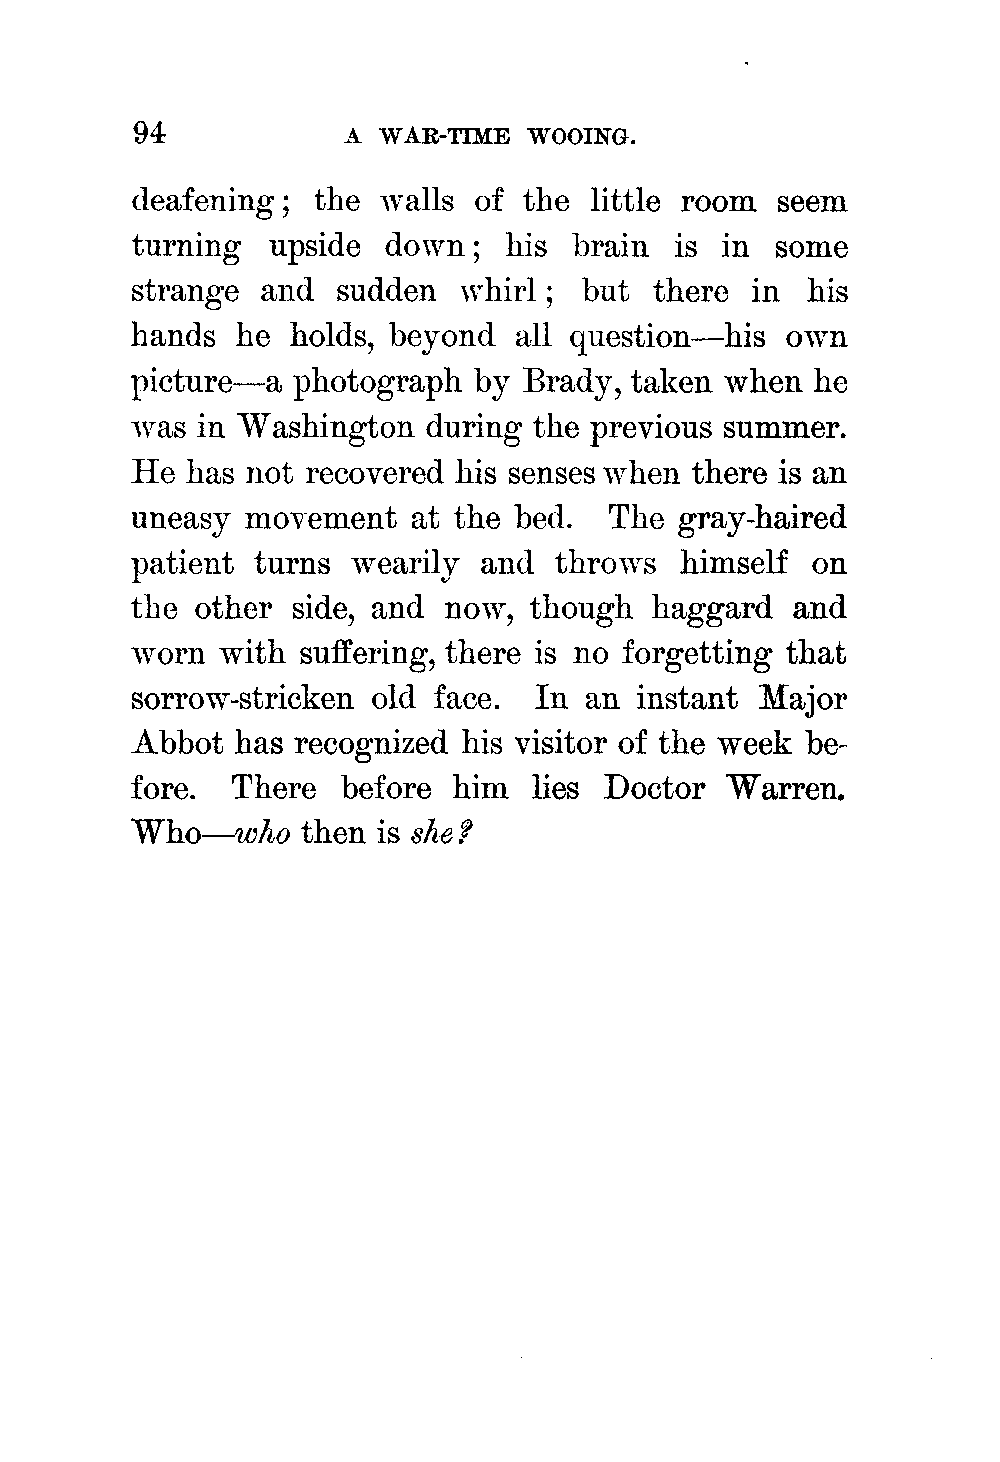 94 A WAR-TIME WOOING.
deafening; the walls of the little room seem
turning upside down; his brain is in some
strange and sudden whirl; but there in his
hands he holds, beyond all question—his own
picture—a photograph by Brady, taken when he
was in Washington during the previous summer.
He has not recovered his senses when there is an
uneasy movement at the bed. The gray-haired
patient turns wearily and throws himself on
the other side, and now, though haggard and
worn with suffering, there is no forgetting that
sorrow-stricken old face. In an instant Major
Abbot has recognized his visitor of the week be-
fore. There before him lies Doctor Warren.
Who—who then is she?